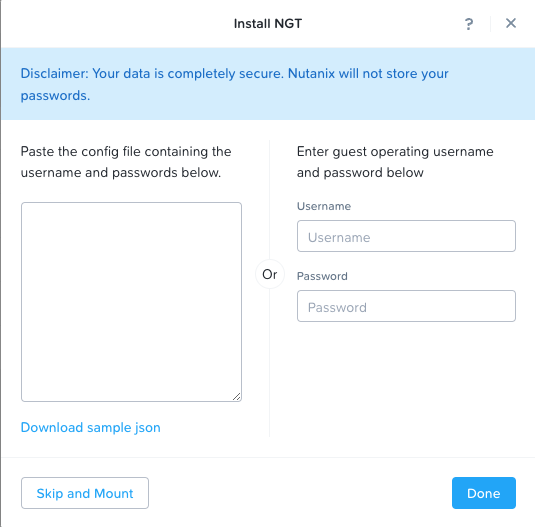 Install NGT
?
Disclaimer: Your data is completely secure. Nutanix will not store your
passwords.
Paste the config file containing the
username and passwords below.
Download sample json
Or
Enter guest operating username
and password below
Username
Username
Password
Password
Skip and Mount
Done